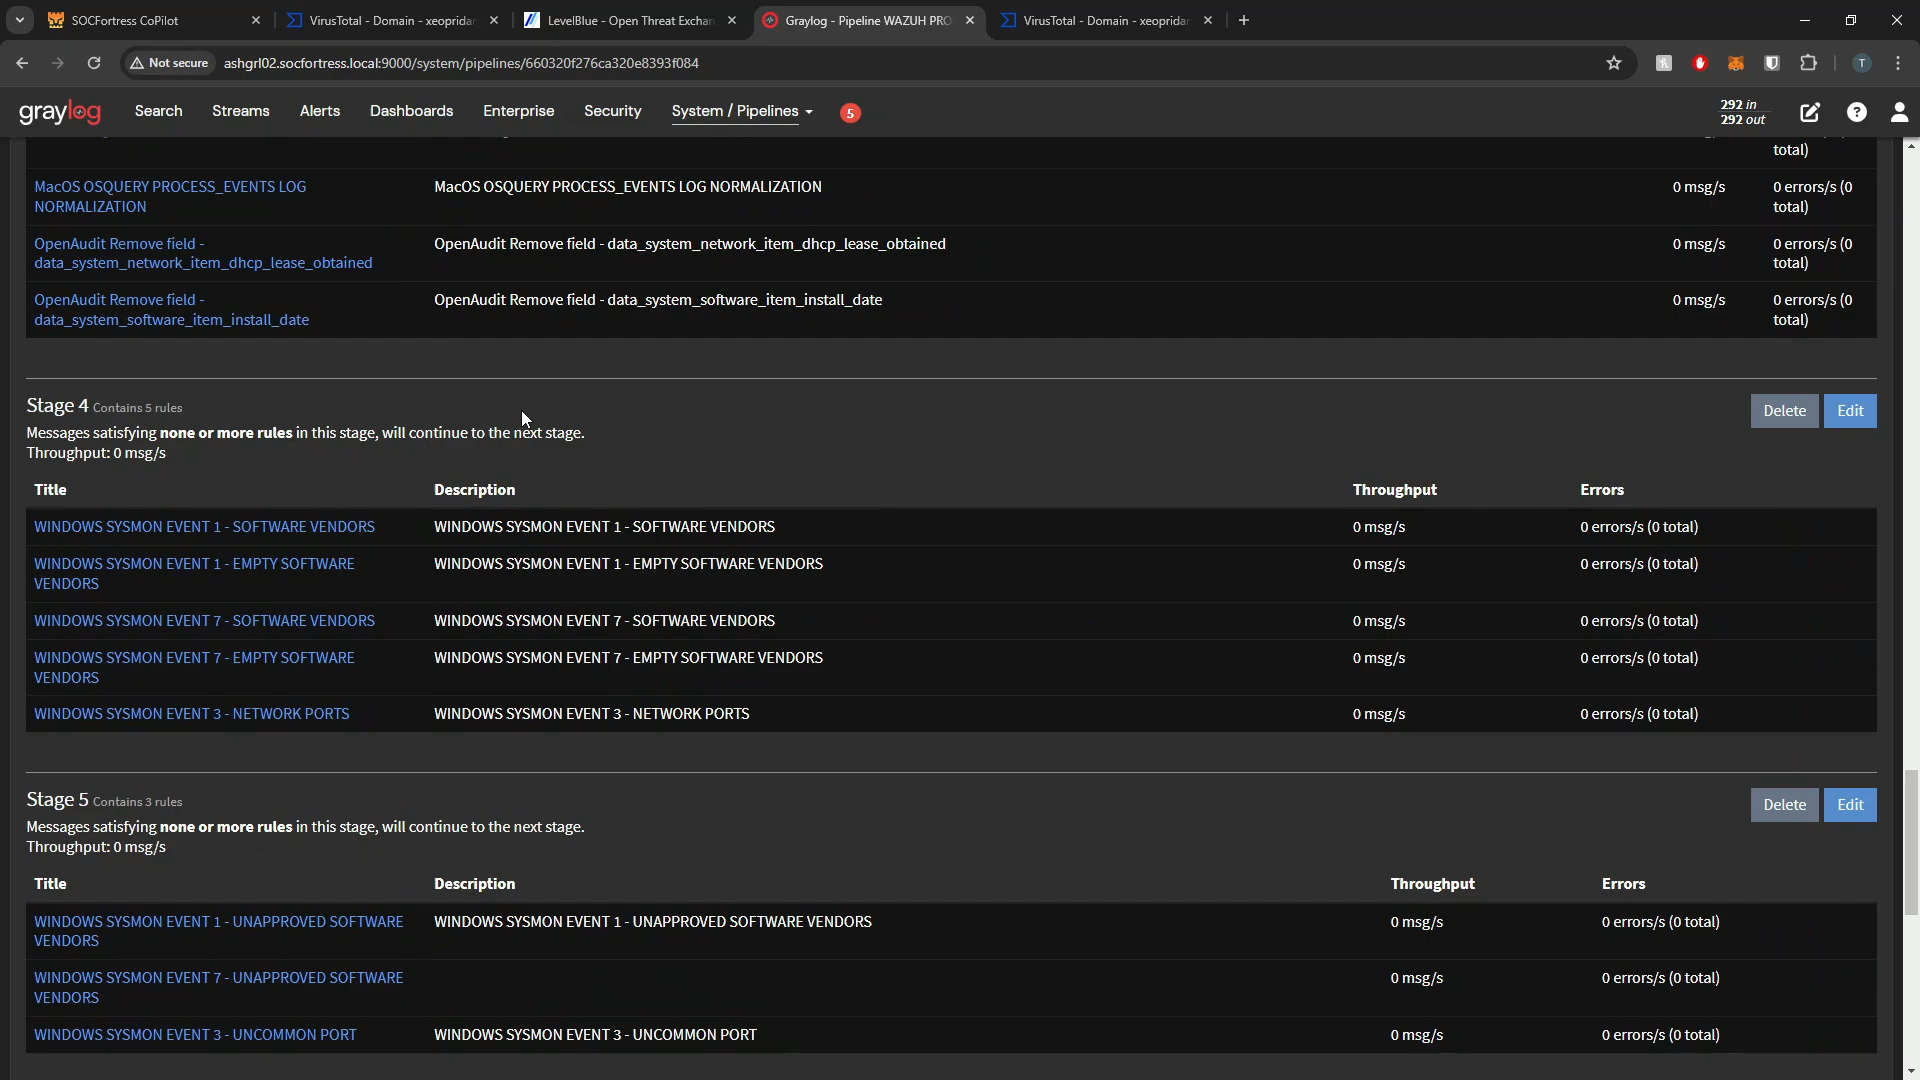 SOCFortress CoPilot
VirusTotal - Domain - xeoprida
LevelBlue - Open Threat Exchan
Graylog - Pipeline WAZUH PRO
VirusTotal - Domain - xeoprida
Not secure
ashgrl02.socfortress.local:9000/system/pipelines/660320f276ca320e8393f084
T
graylog
Search
Streams
Alerts
Dashboards
Enterprise
Security
System / Pipelines
5
292 in
292 out
total)
MacOS OSQUERY PROCESS_EVENTS LOG
NORMALIZATION
MacOS OSQUERY PROCESS_EVENTS LOG NORMALIZATION
0 msg/s
0 errors/s (0
total)
OpenAudit Remove field -
data_system_network_item_dhcp_lease_obtained
OpenAudit Remove field - data_system_network_item_dhcp_lease_obtained
0 msg/s
0 errors/s (0
total)
OpenAudit Remove field -
data_system_software_item_install_date
OpenAudit Remove field - data_system_software_item_install_date
0 msg/s
0 errors/s (0
total)
Stage 4 Contains 5 rules
Delete
Edit
Messages satisfying none or more rules in this stage, will continue to the next stage.
Throughput: 0 msg/s
Title Description Throughput Errors
WINDOWS SYSMON EVENT 1 - SOFTWARE VENDORS
WINDOWS SYSMON EVENT 1 - SOFTWARE VENDORS
0 msg/s
0 errors/s (0 total)
WINDOWS SYSMON EVENT 1 - EMPTY SOFTWARE
VENDORS
WINDOWS SYSMON EVENT 1 - EMPTY SOFTWARE VENDORS
0 msg/s
0 errors/s (0 total)
WINDOWS SYSMON EVENT 7 - SOFTWARE VENDORS
WINDOWS SYSMON EVENT 7 - SOFTWARE VENDORS
0 msg/s
0 errors/s (0 total)
WINDOWS SYSMON EVENT 7 - EMPTY SOFTWARE
VENDORS
WINDOWS SYSMON EVENT 7 - EMPTY SOFTWARE VENDORS
0 msg/s
0 errors/s (0 total)
WINDOWS SYSMON EVENT 3 - NETWORK PORTS
WINDOWS SYSMON EVENT 3 - NETWORK PORTS
0 msg/s
0 errors/s (0 total)
Stage 5 Contains 3 rules
Delete
Edit
Messages satisfying none or more rules in this stage, will continue to the next stage.
Throughput: 0 msg/s
Title Description Throughput Errors
WINDOWS SYSMON EVENT 1 - UNAPPROVED SOFTWARE
VENDORS
WINDOWS SYSMON EVENT 1 - UNAPPROVED SOFTWARE VENDORS
0 msg/s
0 errors/s (0 total)
WINDOWS SYSMON EVENT 7 - UNAPPROVED SOFTWARE
VENDORS
0 msg/s
0 errors/s (0 total)
WINDOWS SYSMON EVENT 3 - UNCOMMON PORT
WINDOWS SYSMON EVENT 3 - UNCOMMON PORT
0 msg/s
0 errors/s (0 total)